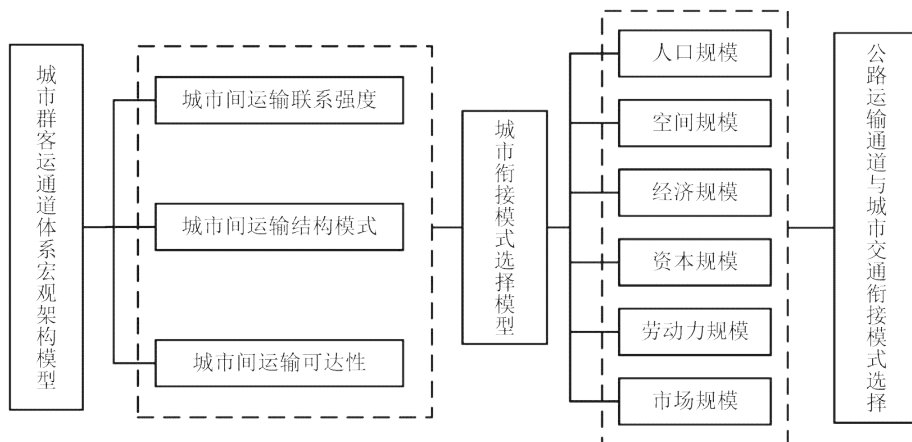 城市群客运通道体系宏观架构模型
城市间运输联系强度
城市间运输结构模式
城市间运输可达性
城市衔接模式选择模型
人口规模
空间规模
经济规模
资本规模
劳动力规模
市场规模
公路运输通道与城市交通衔接模式选择